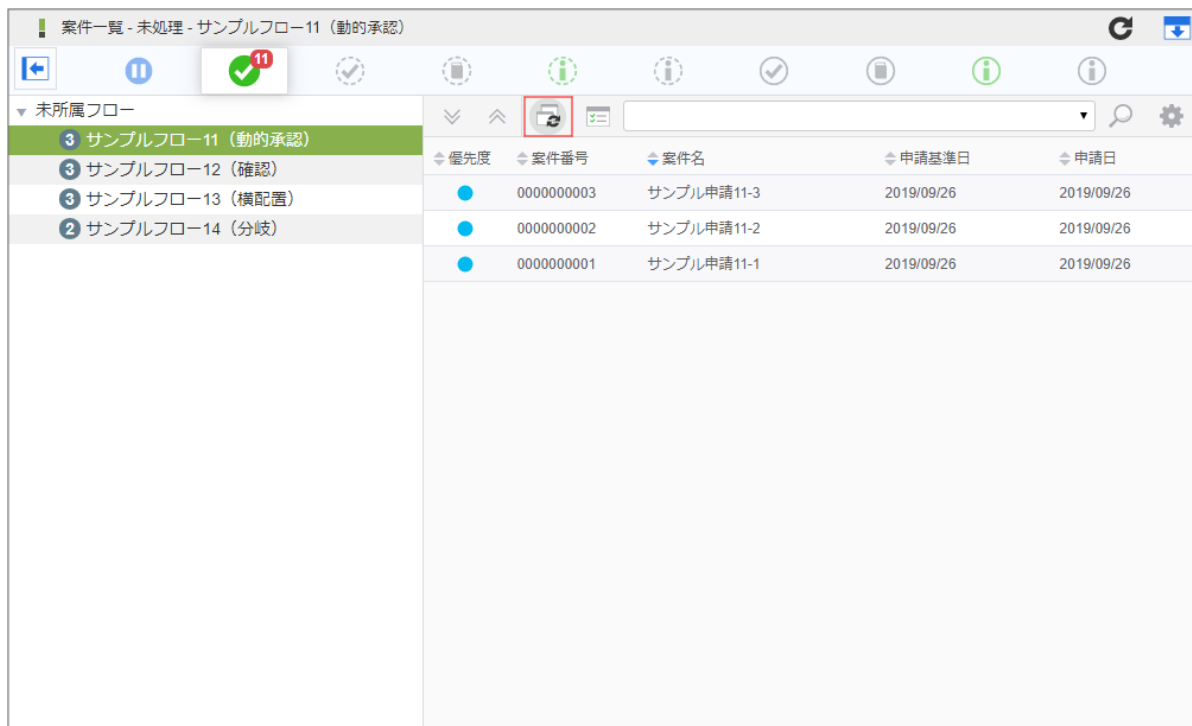 案件一覧 - 未処理 - サンプルフロー11（動的承認）
11
未所属フロー
3 サンプルフロー11（動的承認）
3 サンプルフロー12（確認）
3 サンプルフロー13（横配置）
2 サンプルフロー14（分岐）
優先度 案件番号 案件名 申請基準日 申請日
0000000003 サンプル申請11-3 2019/09/26 2019/09/26
0000000002 サンプル申請11-2 2019/09/26 2019/09/26
0000000001 サンプル申請11-1 2019/09/26 2019/09/26